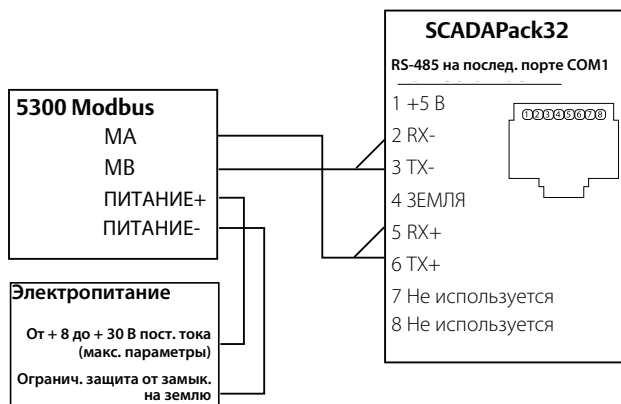 SCADAPack32
RS-485 на послед. порте COM1
5300 Modbus
MA
MB
ПИТАНИЕ+
ПИТАНИЕ-
1 +5 В
2 RX-
3 TX-
4 ЗЕМЛЯ
5 RX+
6 TX+
7 Не используется
8 Не используется
①②③④⑤⑥⑦⑧
Электропитание
От + 8 до + 30 В пост. тока
(макс. параметры)
Огранич. защита от замык.
на землю